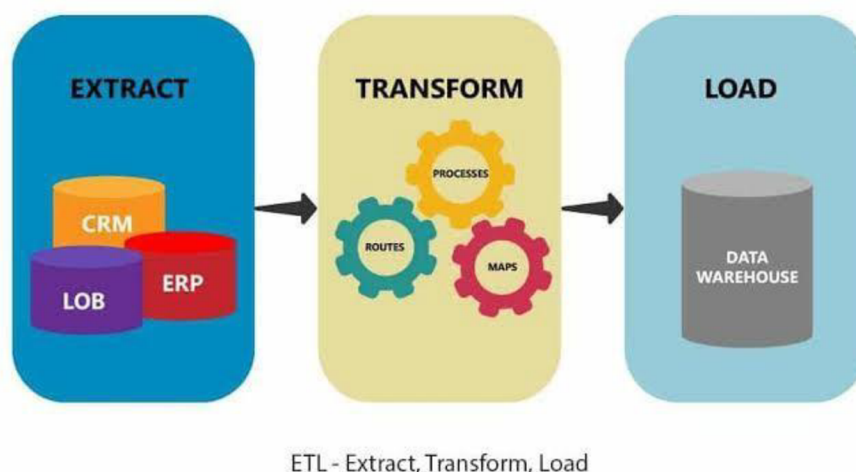 EXTRACT
CRM
LOB
ERP
TRANSFORM
PROCESSES
ROUTES
MAPS
LOAD
DATA
WAREHOUSE
ETL - Extract, Transform, Load